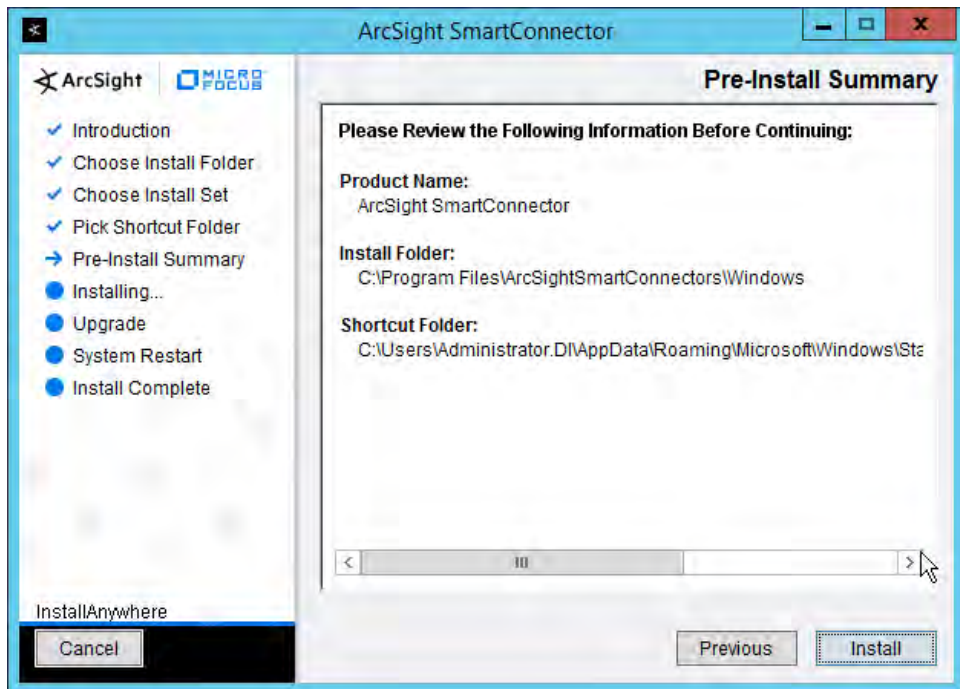 ArcSight SmartConnector
ArcSight MICRO
FOCUS
Pre-Install Summary
Introduction
Choose Install Folder
Choose Install Set
Pick Shortcut Folder
Pre-Install Summary
Installing...
Upgrade
System Restart
Install Complete
Please Review the Following Information Before Continuing:
Product Name:
ArcSight SmartConnector
Install Folder:
C:\Program Files\ArcSightSmartConnectors\Windows
Shortcut Folder:
C:\Users\Administrator.DI\AppData\Roaming\Microsoft\Windows\Sta
InstallAnywhere
Cancel
Previous
Install